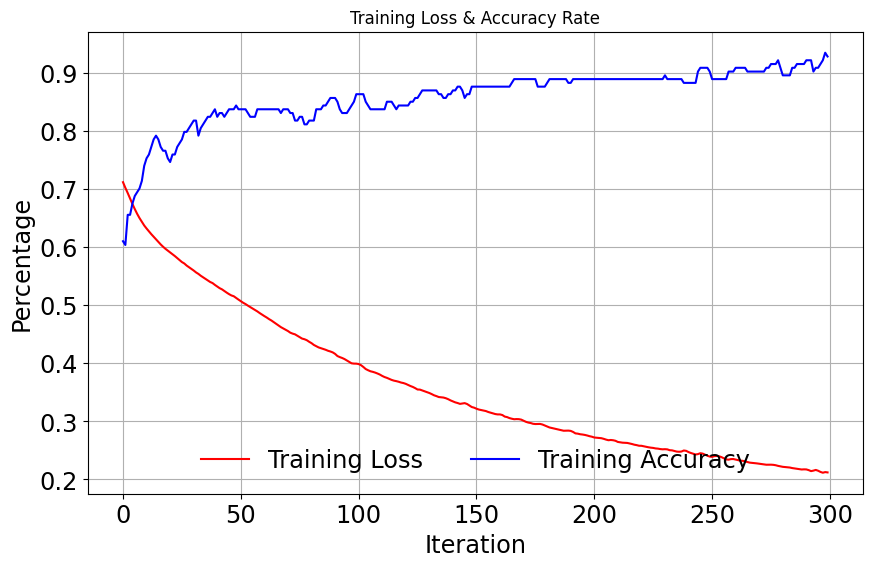 Training Loss & Accuracy Rate
0.9
0.8
0.7
0.6
0.5
0.4
0.3
0.2
Percentage
Training Loss
Training Accuracy
0 50 100 150 200 250 300
Iteration